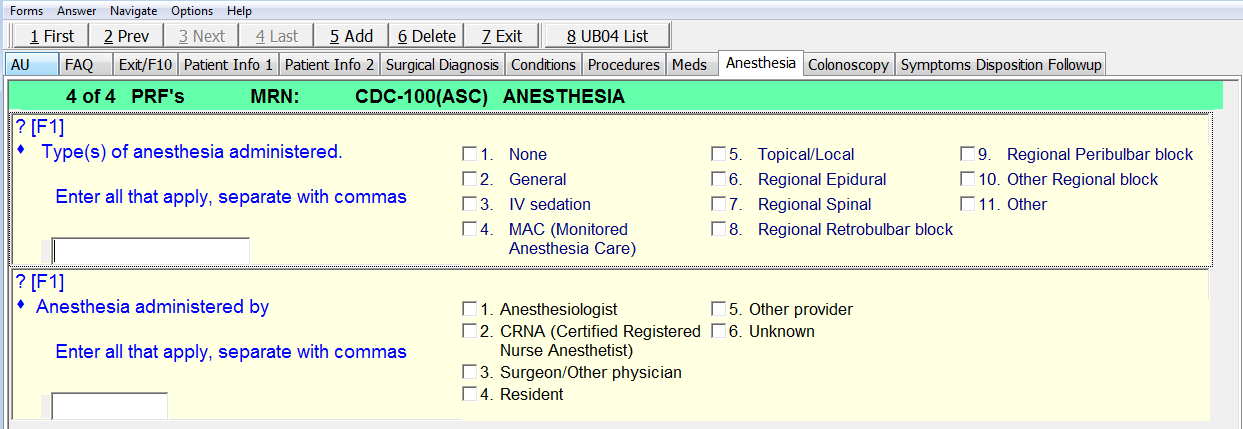 Forms Answer Navigate Options Help
1 First 2 Prev 3 Next 4 Last 5 Add 6 Delete 7 Exit 8 UB04 List
AU FAQ Exit/F10 Patient Info 1 Patient Info 2 Surgical Diagnosis Conditions Procedures Meds Anesthesia Colonoscopy Symptoms Disposition Followup
4 of 4 PRF's MRN: CDC-100(ASC) ANESTHESIA
? [F1]
Type(s) of anesthesia administered.
Enter all that apply, separate with commas
1. None
2. General
3. IV sedation
4. MAC (Monitored
Anesthesia Care)
5. Topical/Local
6. Regional Epidural
7. Regional Spinal
8. Regional Retrobulbar block
9. Regional Peribulbar block
10. Other Regional block
11. Other
? [F1]
Anesthesia administered by
Enter all that apply, separate with commas
1. Anesthesiologist
2. CRNA (Certified Registered
Nurse Anesthetist)
3. Surgeon/Other physician
4. Resident
5. Other provider
6. Unknown